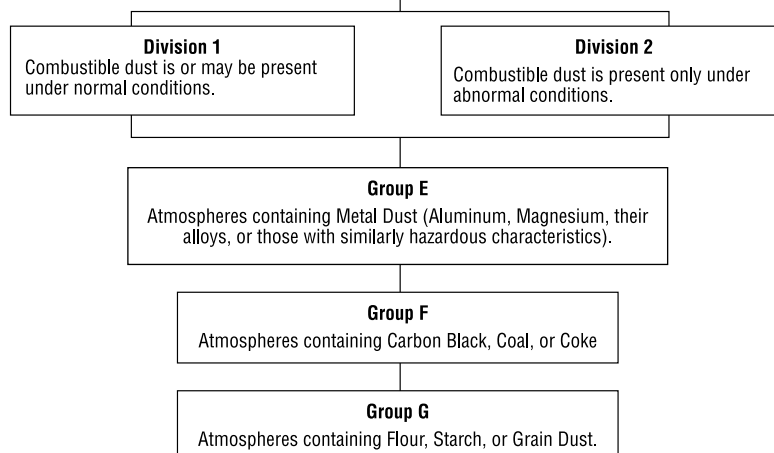 Division 1
Combustible dust is or may be present
under normal conditions.
Division 2
Combustible dust is present only under
abnormal conditions.
Group E
Atmospheres containing Metal Dust (Aluminum, Magnesium, their
alloys, or those with similarly hazardous characteristics).
Group F
Atmospheres containing Carbon Black, Coal, or Coke
Group G
Atmospheres containing Flour, Starch, or Grain Dust.